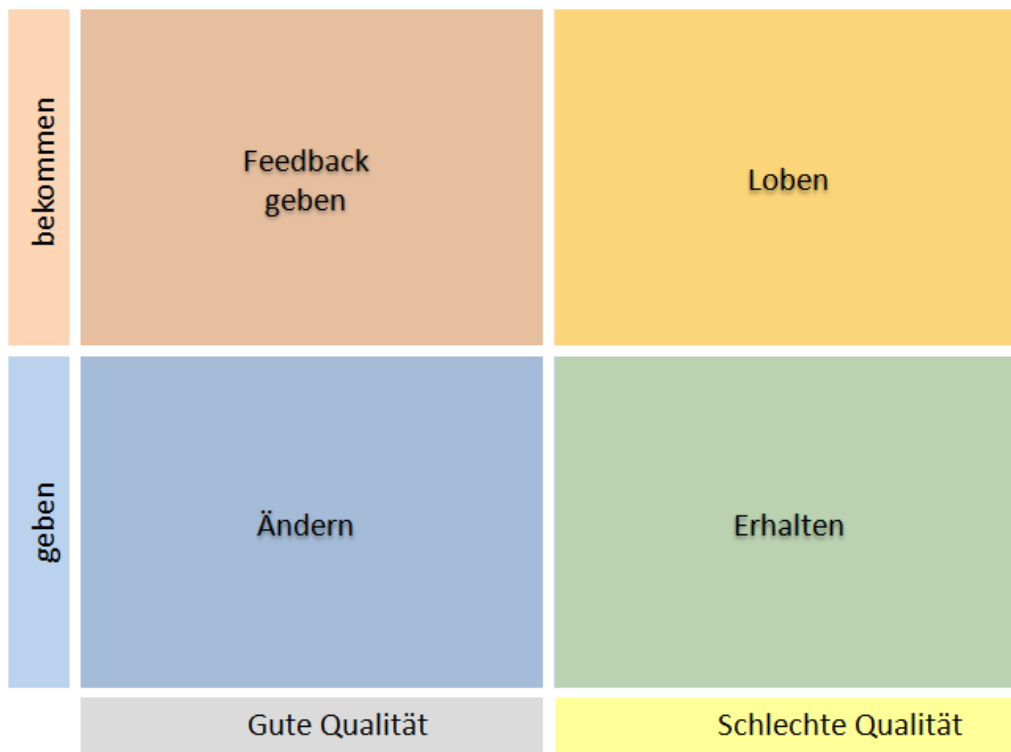 bekommen
Feedback
geben
Loben
geben
Ändern
Erhalten
Gute Qualität
Schlechte Qualität